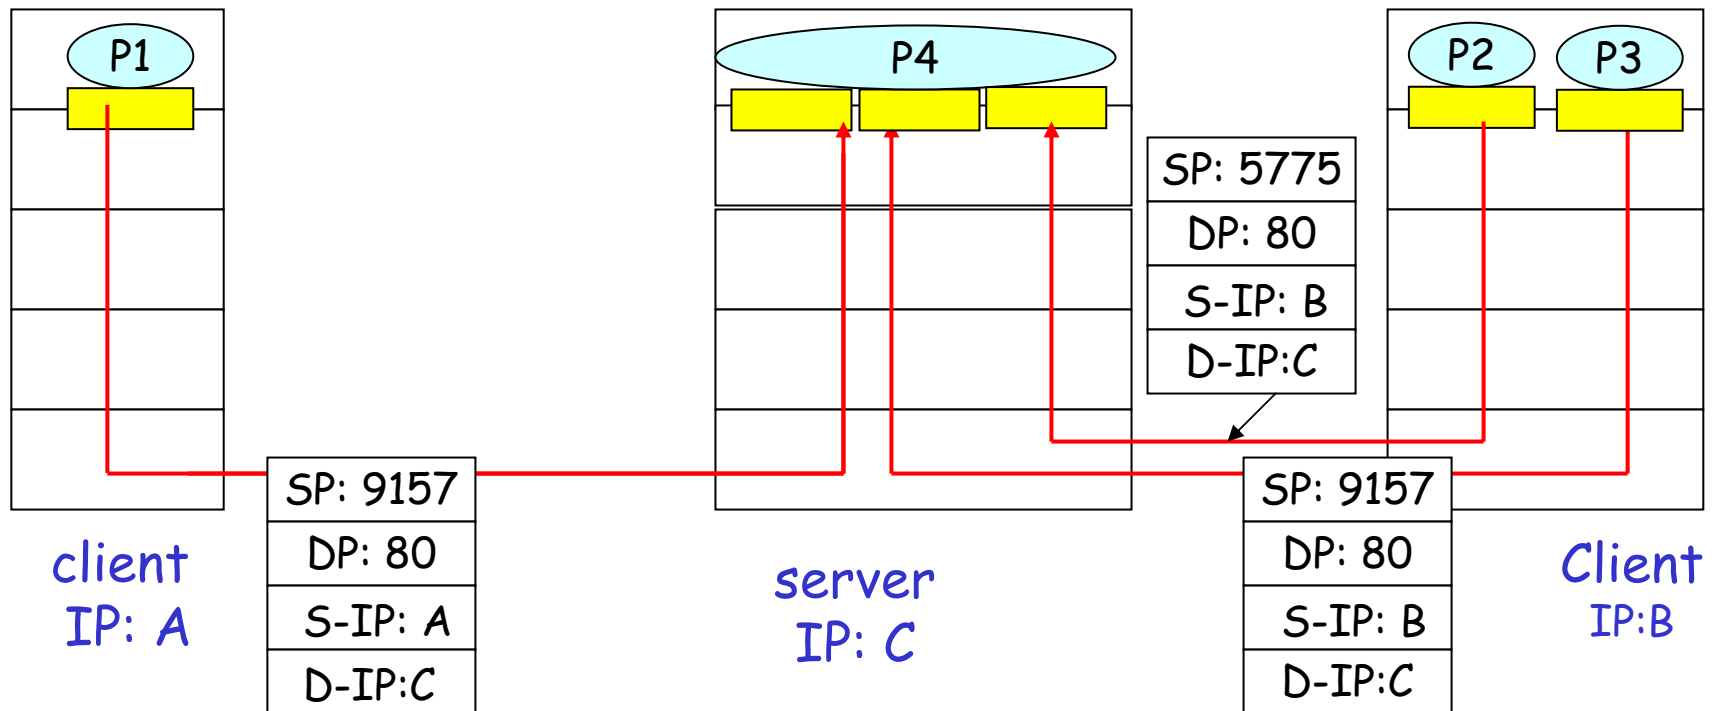 P1
P4
P2
P3
SP: 5775
DP: 80
S-IP: B
D-IP:C
SP: 9157
DP: 80
S-IP: A
D-IP:C
SP: 9157
DP: 80
S-IP: B
D-IP:C
client
IP: A
server
IP: C
Client
IP:B